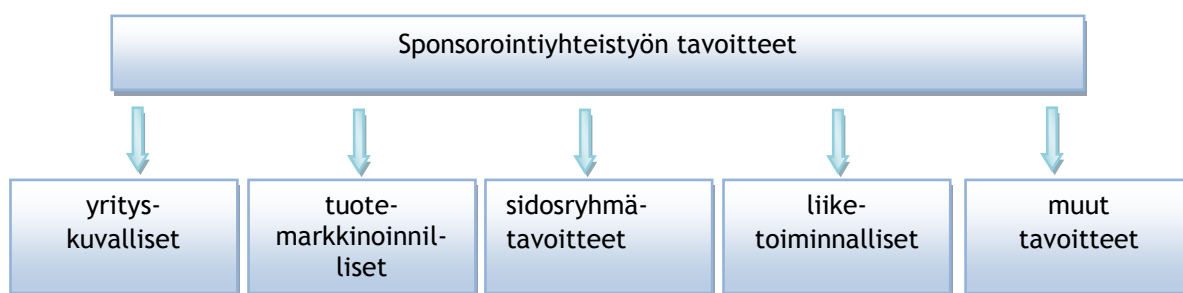 Sponsorointiyhteistyön tavoitteet
yritys-
kuvalliset
tuote-
markkinoinnil-
liset
sidosryhmä-
tavoitteet
liike-
toiminnalliset
muut
tavoitteet